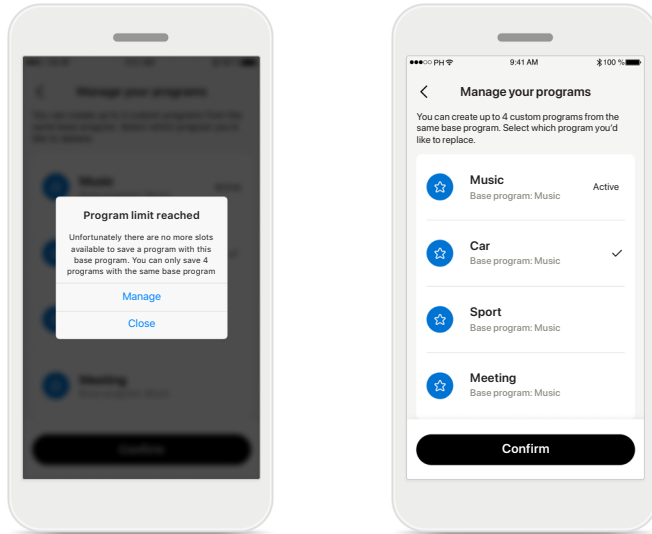 Program limit reached
Unfortunately there are no more slots
available to save a program with this
base program. You can only save 4
programs with the same base program
Manage
Close
PH
9:41 AM
100 %
Manage your programs
You can create up to 4 custom programs from the
same base program. Select which program you'd
like to replace.
Music
Active
Base program: Music
Car
Base program: Music
Sport
Base program: Music
Meeting
Base program: Music
Confirm